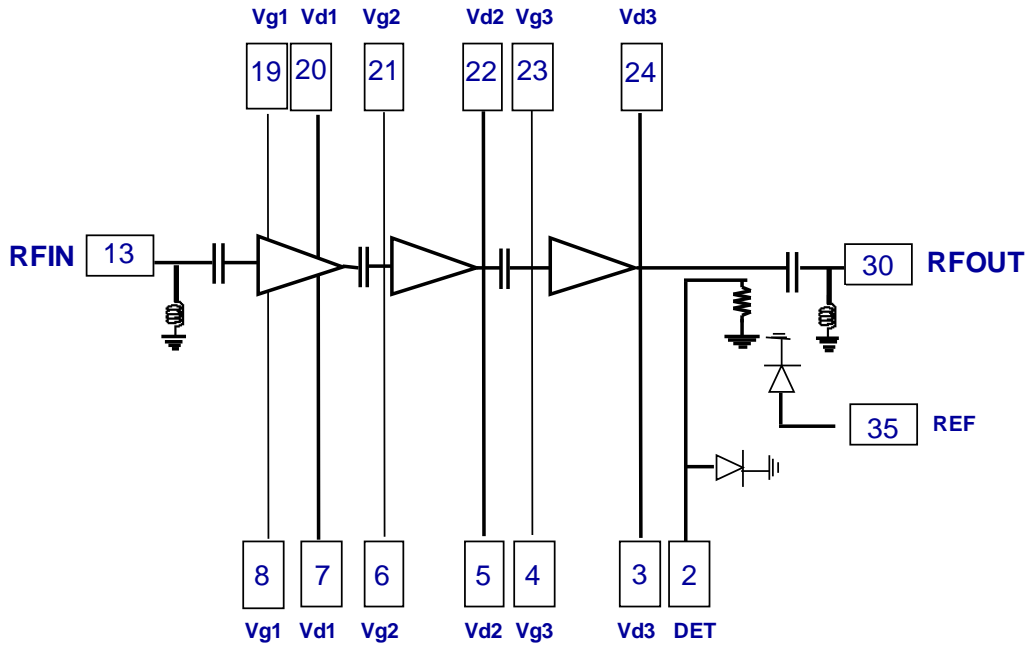 Vg1 Vd1 Vg2 Vd2 Vg3 Vd3
19 20 21 22 23 24
RFIN 13 30 RFOUT
35 REF
8 7 6 5 4 3 2
Vg1 Vd1 Vg2 Vd2 Vg3 Vd3 DET